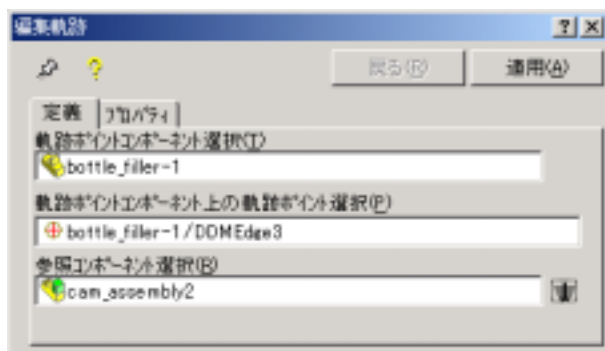 編集軌跡
戻る(R) 適用(A)
定義 プロパティ
軌跡ポイントコンポーネント選択(T)
bottle_filler-1
軌跡ポイントコンポーネント上の軌跡ポイント選択(P)
bottle_filler-1/DDMEdge3
参照コンポーネント選択(R)
cam_assembly2